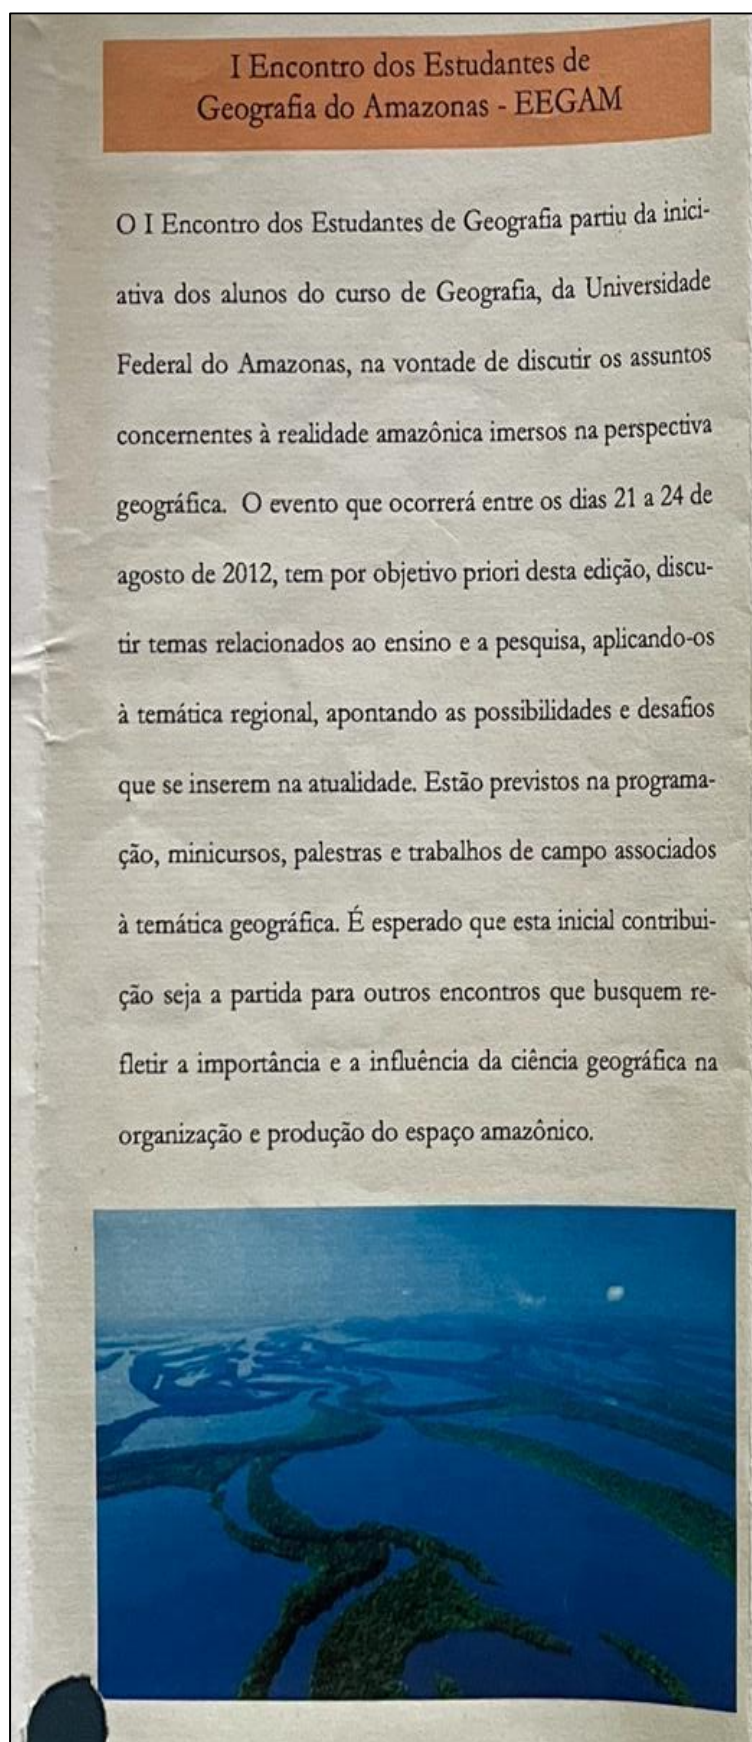 I Encontro dos Estudantes de
Geografia do Amazonas - EEGAM
O I Encontro dos Estudantes de Geografia partiu da inici-
ativa dos alunos do curso de Geografia, da Universidade
Federal do Amazonas, na vontade de discutir os assuntos
concernentes à realidade amazônica imersos na perspectiva
geográfica. O evento que ocorrerá entre os dias 21 a 24 de
agosto de 2012, tem por objetivo priori desta edição, discu-
tir temas relacionados ao ensino e a pesquisa, aplicando-os
à temática regional, apontando as possibilidades e desafios
que se inserem na atualidade. Estão previstos na programa-
ção, minicursos, palestras e trabalhos de campo associados
à temática geográfica. É esperado que esta inicial contribui-
ção seja a partida para outros encontros que busquem re-
fletir a importância e a influência da ciência geográfica na
organização e produção do espaço amazônico.